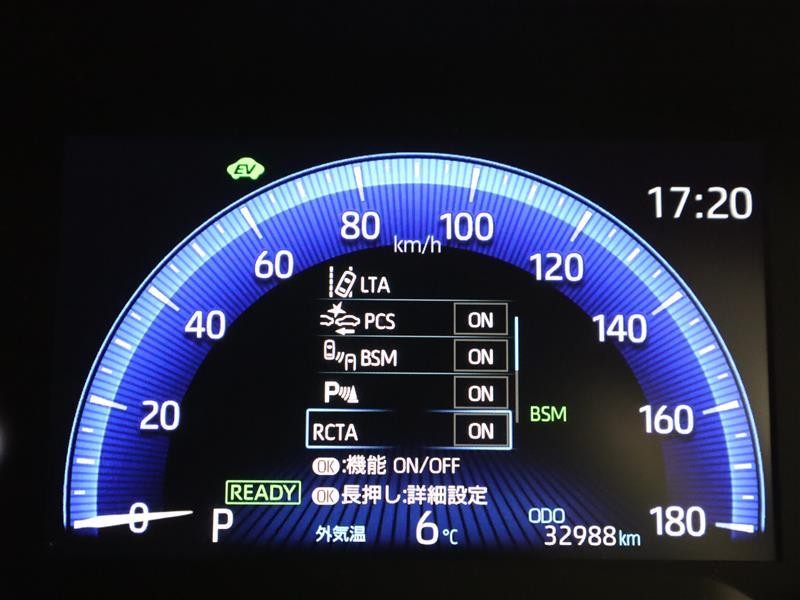 EV
17:20
80
100
km/h
60
120
LTA
40
140
PCS ON
BSM ON
P ON
20
160
BSM
RCTA ON
OK:機能 ON/OFF
READY
OK長押し:詳細設定
0
180
P
外気温 6℃
ODO
32988km